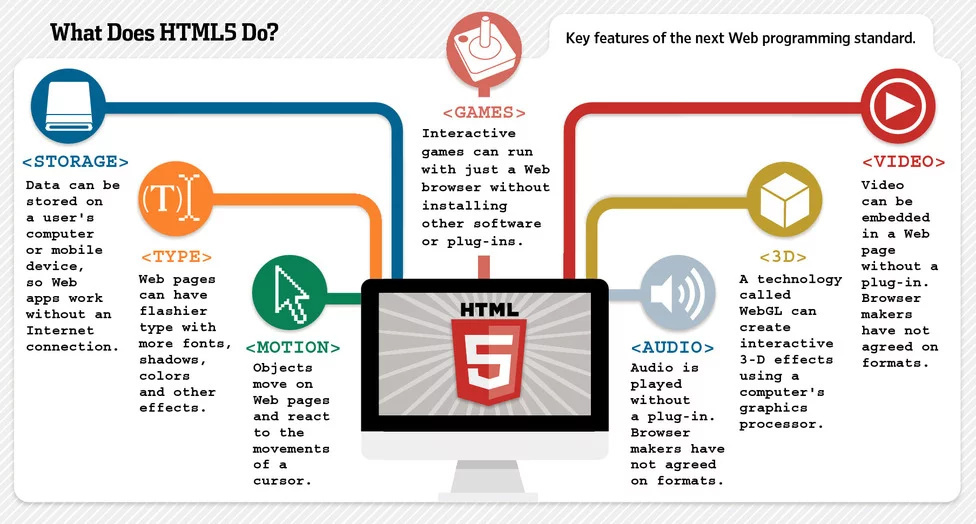 What Does HTML5 Do?
Key features of the next Web programming standard.
<STORAGE>
Data can be
stored on
a user's
computer
or mobile
device,
so Web
apps work
without an
Internet
connection.
(T)
<TYPE>
Web pages
can have
flashier
type with
more fonts,
shadows,
colors
and other
effects.
<MOTION>
Objects
move on
Web pages
and react
to the
movements
of a
cursor.
<GAMES>
Interactive
games can run
with just a Web
browser without
installing
other software
or plug-ins.
HTML
5
<AUDIO>
Audio is
played
without
a plug-in.
Browser
makers have
not agreed
on formats.
<3D>
A technology
called
WebGL can
create
interactive
3-D effects
using a
computer's
graphics
processor.
<VIDEO>
Video
can be
embedded
in a Web
page
without a
plug-in.
Browser
makers
have not
agreed on
formats.